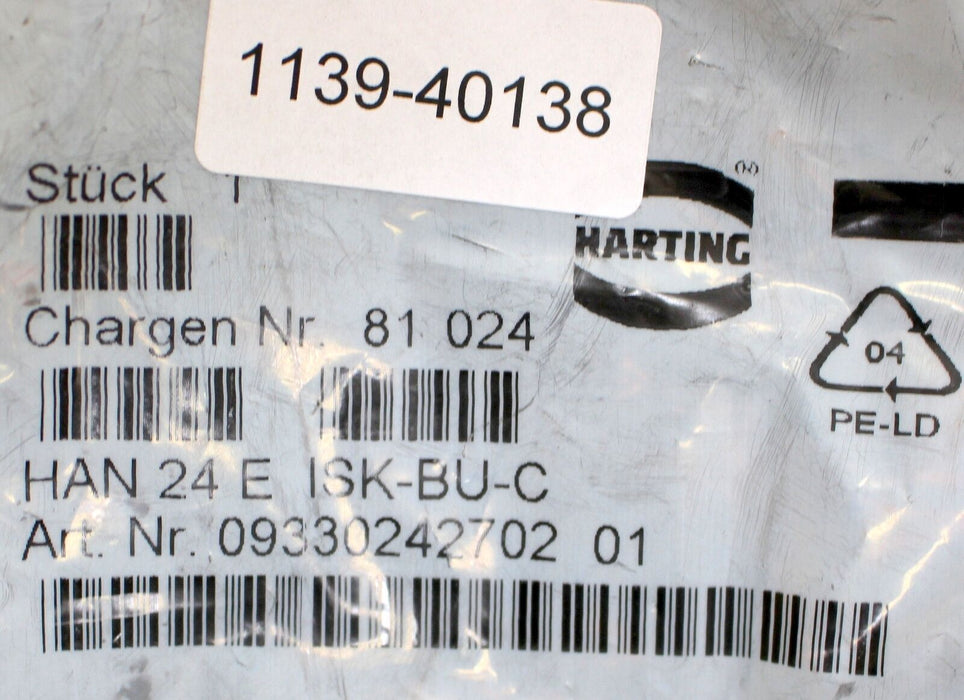 1139-40138
Stück 1
HARTING
Chargen Nr. 81 024
04
PE-LD
HAN 24 E ISK-BU-C
Art. Nr. 09330242702 01